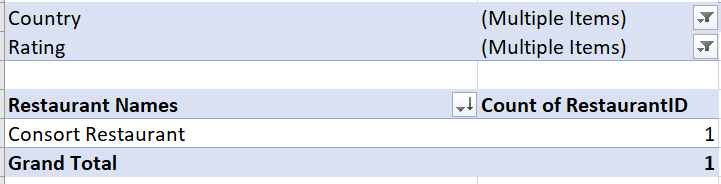 Country (Multiple Items)
Rating (Multiple Items)
Restaurant Names Count of RestaurantID
Consort Restaurant 1
Grand Total 1